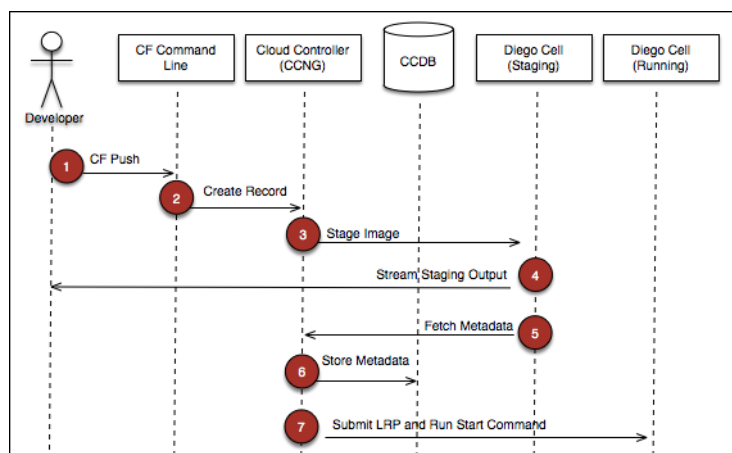 CF Command
Line
Cloud Controller
(CCNG)
CCDB
Diego Cell
(Staging)
Diego Cell
(Running)
Developer
1
CF Push
2
Create Record
3
Stage Image
Stream Staging Output
4
Fetch Metadata
5
6
Store Metadata
7
Submit LRP and Run Start Command